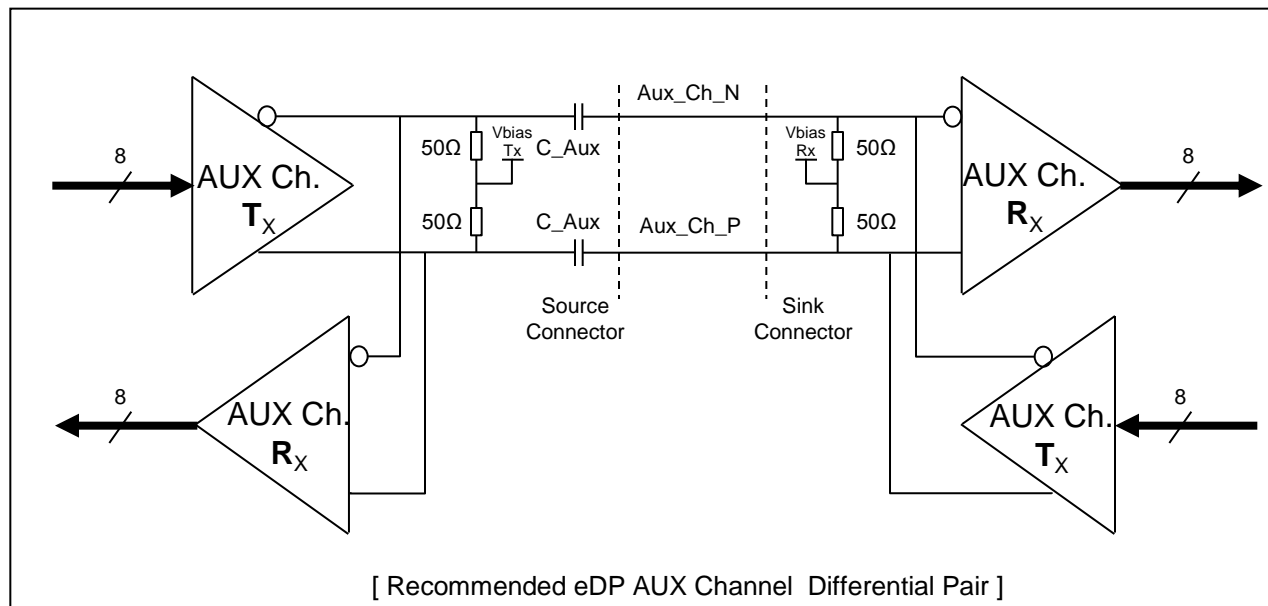 Aux_Ch_N
Vbias
Tx
C_Aux
50Ω
Vbias
Rx
50Ω
8
AUX Ch.
TX
AUX Ch.
RX
8
50Ω
C_Aux
Aux_Ch_P
50Ω
Source
Connector
Sink
Connector
8
AUX Ch.
RX
8
AUX Ch.
TX
[ Recommended eDP AUX Channel Differential Pair ]